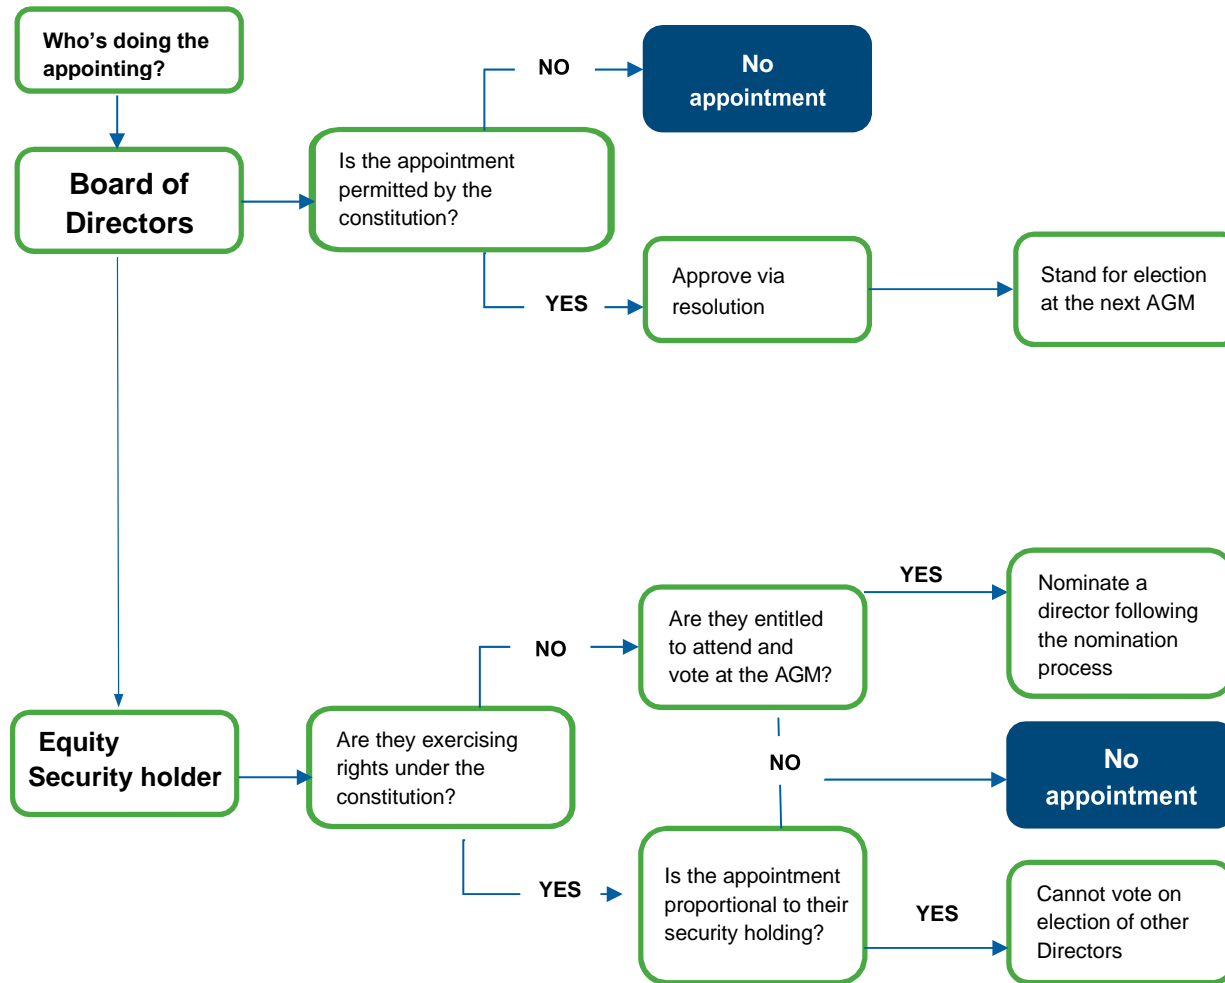 Who's doing the
appointing?
NO
No
appointment
Board of
Directors
Is the appointment
permitted by the
constitution?
YES
Approve via
resolution
Stand for election
at the next AGM
Equity
Security holder
Are they exercising
rights under the
constitution?
NO
Are they entitled
to attend and
vote at the AGM?
YES
Nominate a
director following
the nomination
process
NO
No
appointment
YES
Is the appointment
proportional to their
security holding?
YES
Cannot vote on
election of other
Directors